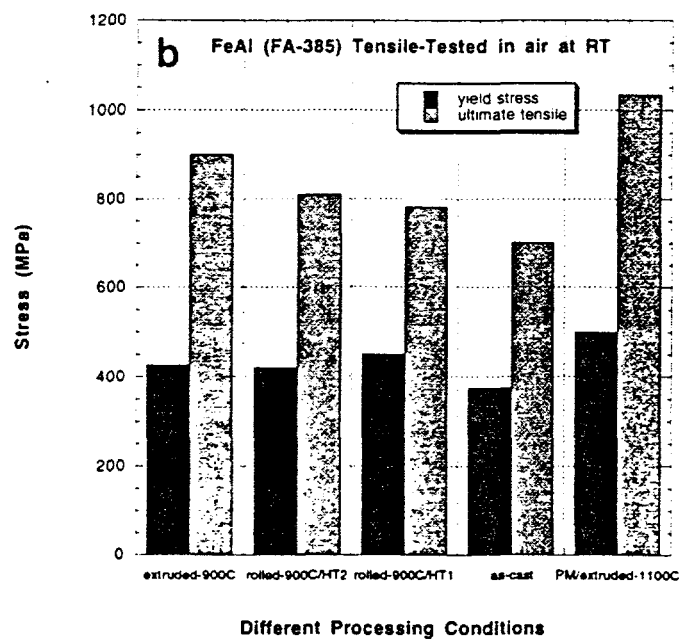 b FeAl (FA-385) Tensile-Tested in air at RT
yield stress
ultimate tensile
1200
1000
800
600
400
200
0
Stress (MPa)
extruded-900C rolled-900C/HT2 rolled-900C/HT1 as-cast PM/extruded-1100C
Different Processing Conditions